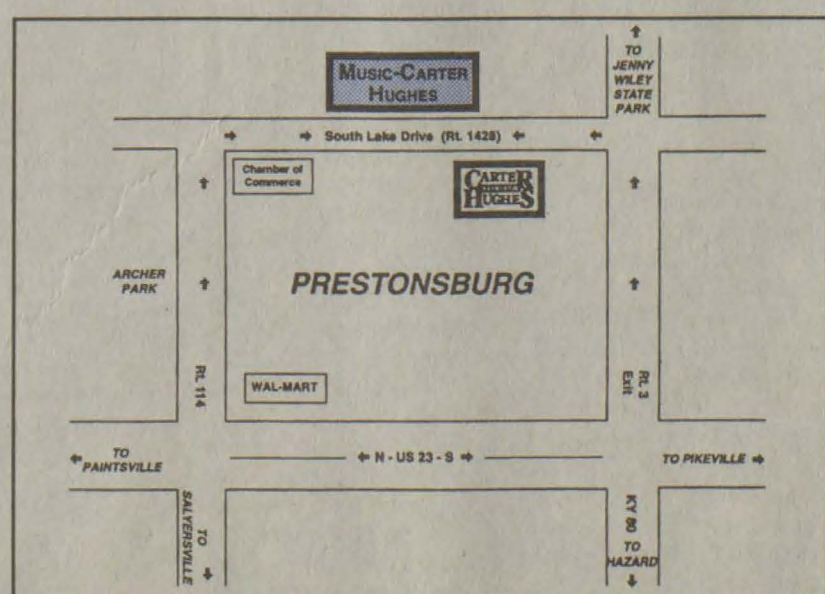 TO
JENNY
WILEY
STATE
PARK
MUSIC-CARTER
HUGHES
South Lake Drive (Rt. 1428)
Chamber of
Commerce
CARTER
HUGHES
ARCHER
PARK
PRESTONSBURG
Rt. 114
WAL-MART
Rt. 3
Exit
TO
PAINTSVILLE
N - US 23 - S
TO PIKEVILLE
TO
SALYERSVILLE
KY 80
TO
HAZARD